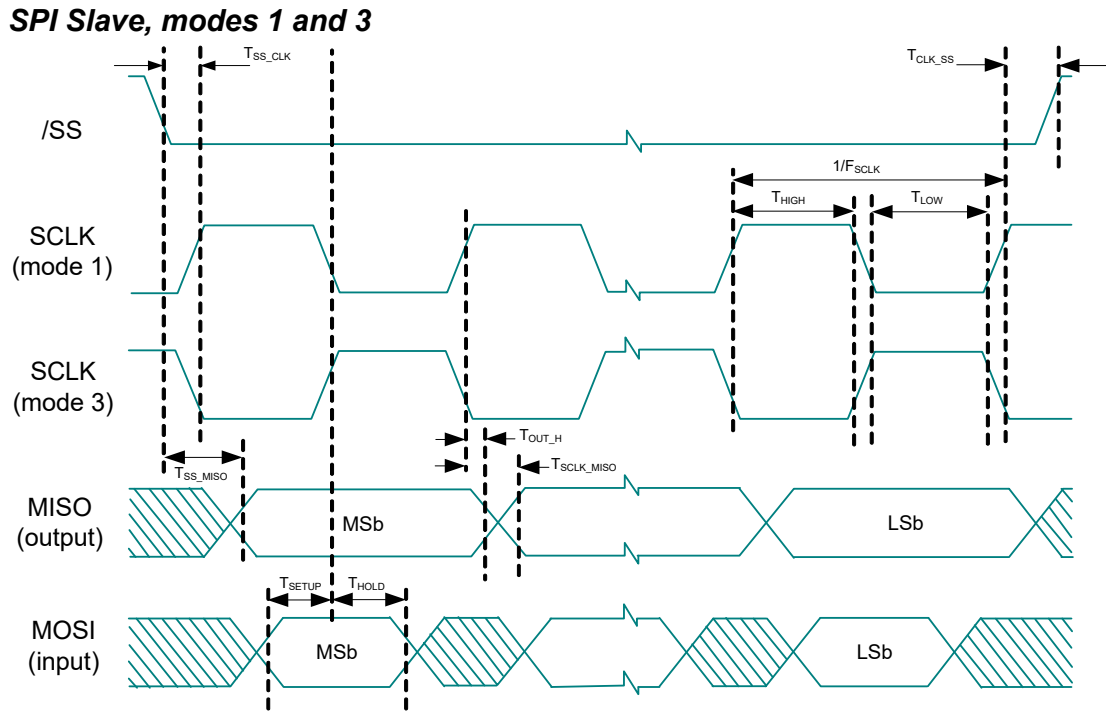 SPI Slave, modes 1 and 3
TSS_CLK
TCLK_SS
/SS
1/FSCLK
THIGH
TLOW
SCLK
(mode 1)
SCLK
(mode 3)
TOUT_H
TSCLK_MISO
TSS_MISO
MISO
(output)
MSb
LSb
TSETUP
THOLD
MOSI
(input)
MSb
LSb